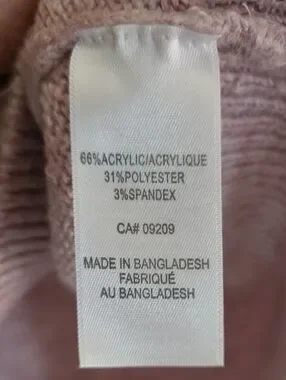 66%ACRYLIC/ACRYLIQUE
31%POLYESTER
3%SPANDEX
CA# 09209
MADE IN BANGLADESH
FABRIQUÉ
AU BANGLADESH